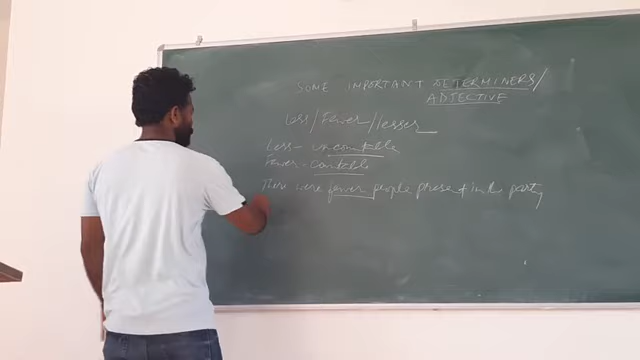 SOME IMPORTANT DETERMINERS/
ADJECTIVE
Less/Fewer/lesser
Less- uncountable
Fewer- countable
There were fewer people present in the party